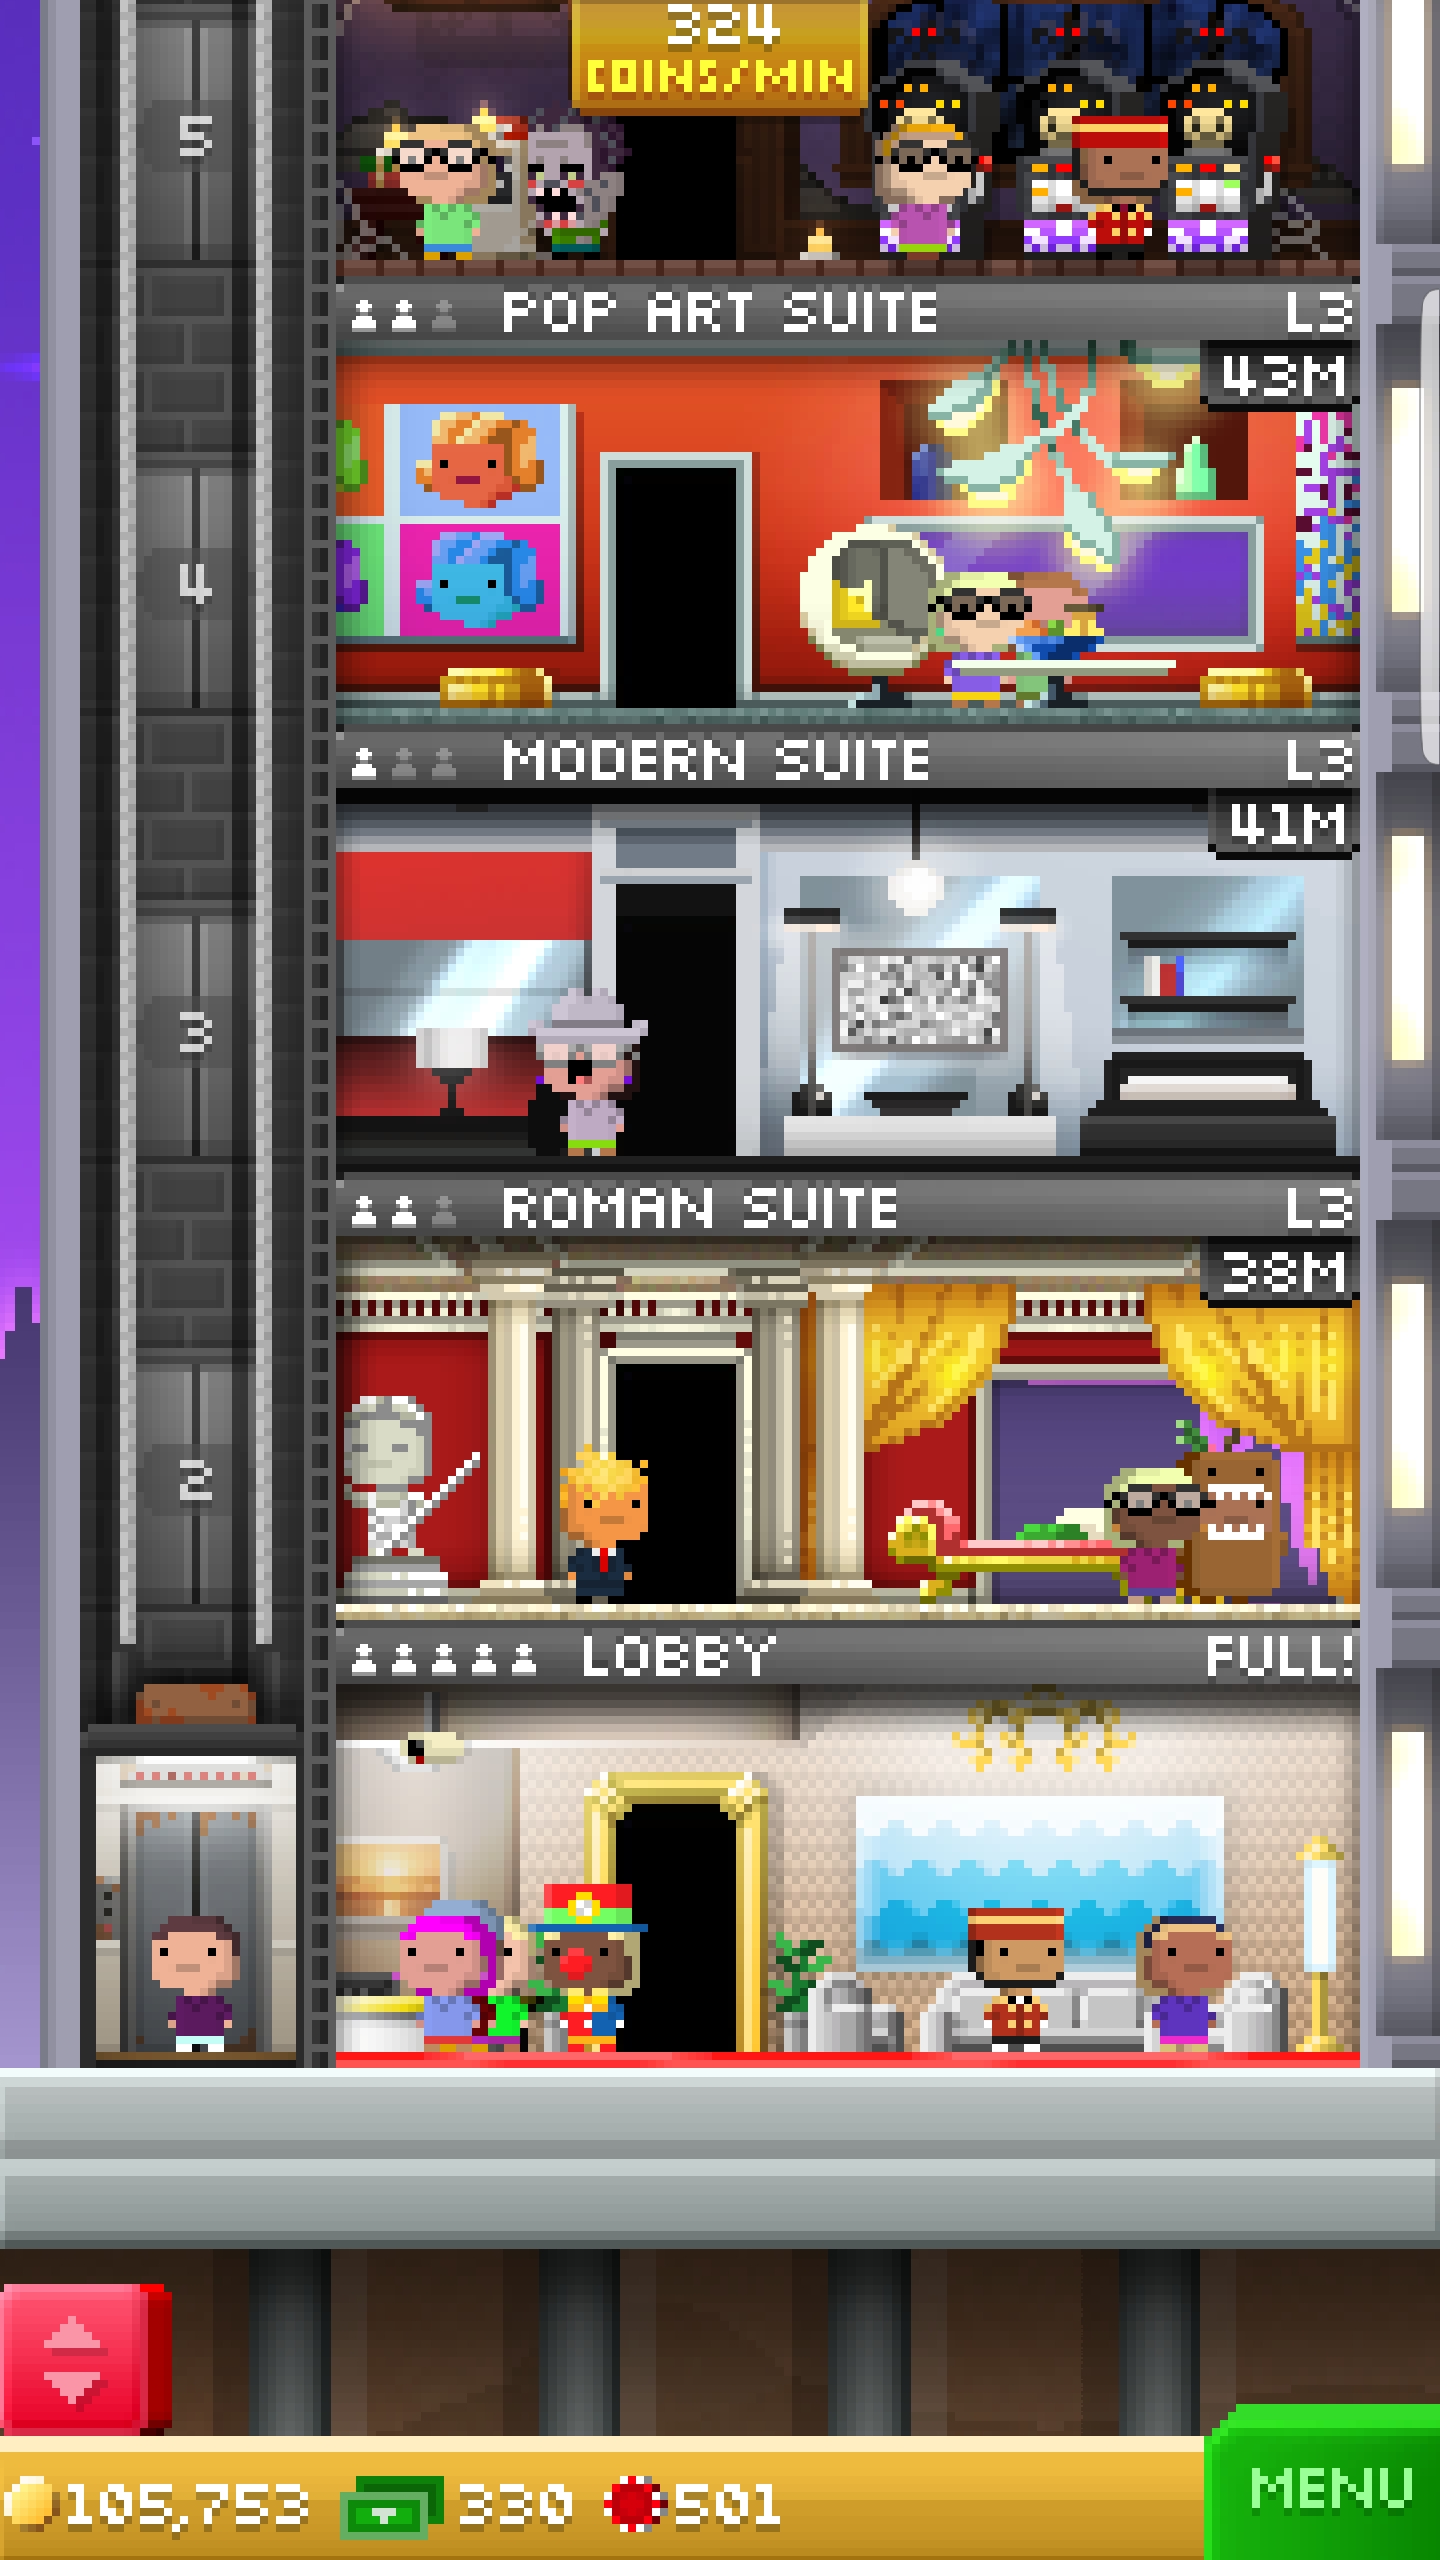 324
COINS/MIN
5
POP ART SUITE L3
43M
4
MODERN SUITE L3
41M
3
ROMAN SUITE L3
38M
2
LOBBY FULL!
105,753 330 501
MENU